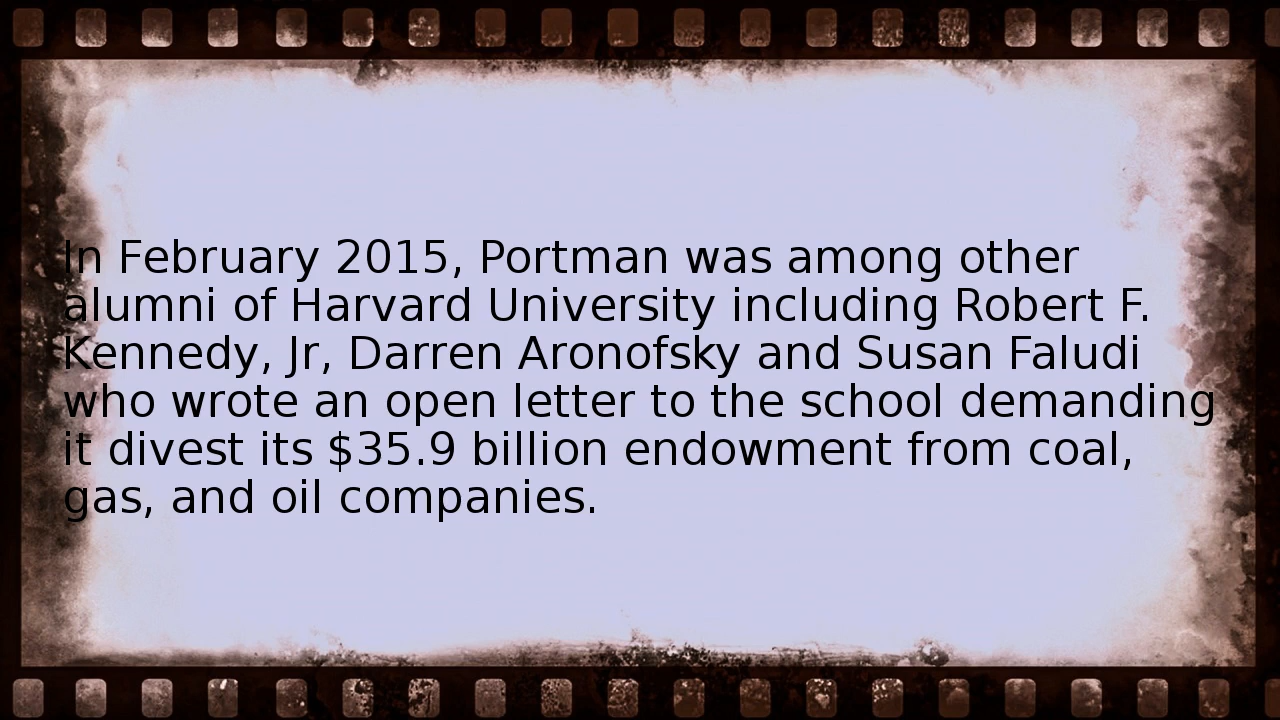 In February 2015, Portman was among other
alumni of Harvard University including Robert F.
Kennedy, Jr, Darren Aronofsky and Susan Faludi
who wrote an open letter to the school demanding
it divest its $35.9 billion endowment from coal,
gas, and oil companies.